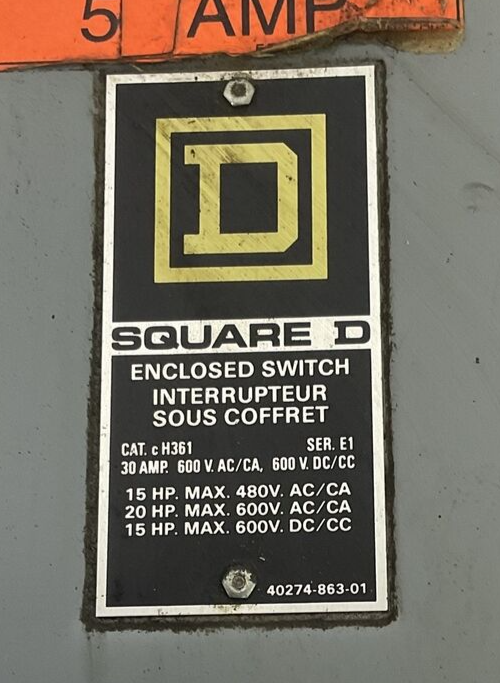 5 AMP
D
SQUARE D
ENCLOSED SWITCH
INTERRUPTEUR
SOUS COFFRET
CAT. c H361 SER. E1
30 AMP. 600 V. AC/CA, 600 V. DC/CC
15 HP. MAX. 480V. AC/CA
20 HP. MAX. 600V. AC/CA
15 HP. MAX. 600V. DC/CC
40274-863-01